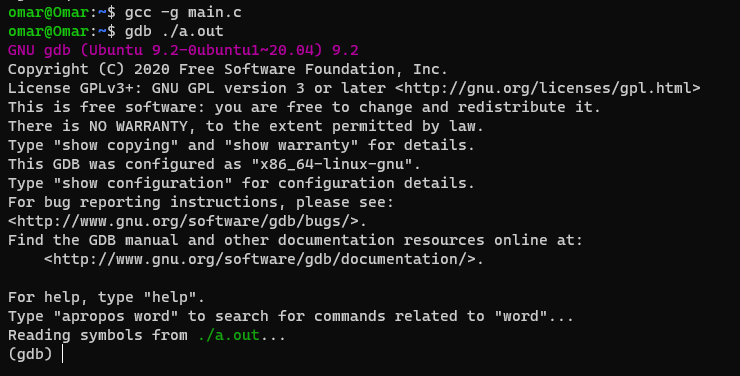 omar@Omar:~$ gcc -g main.c
omar@Omar:~$ gdb ./a.out
GNU gdb (Ubuntu 9.2-0ubuntu1~20.04) 9.2
Copyright (C) 2020 Free Software Foundation, Inc.
License GPLv3+: GNU GPL version 3 or later <http://gnu.org/licenses/gpl.html>
This is free software: you are free to change and redistribute it.
There is NO WARRANTY, to the extent permitted by law.
Type "show copying" and "show warranty" for details.
This GDB was configured as "x86_64-linux-gnu".
Type "show configuration" for configuration details.
For bug reporting instructions, please see:
<http://www.gnu.org/software/gdb/bugs/>.
Find the GDB manual and other documentation resources online at:
    <http://www.gnu.org/software/gdb/documentation/>.

For help, type "help".
Type "apropos word" to search for commands related to "word"...
Reading symbols from ./a.out...
(gdb)